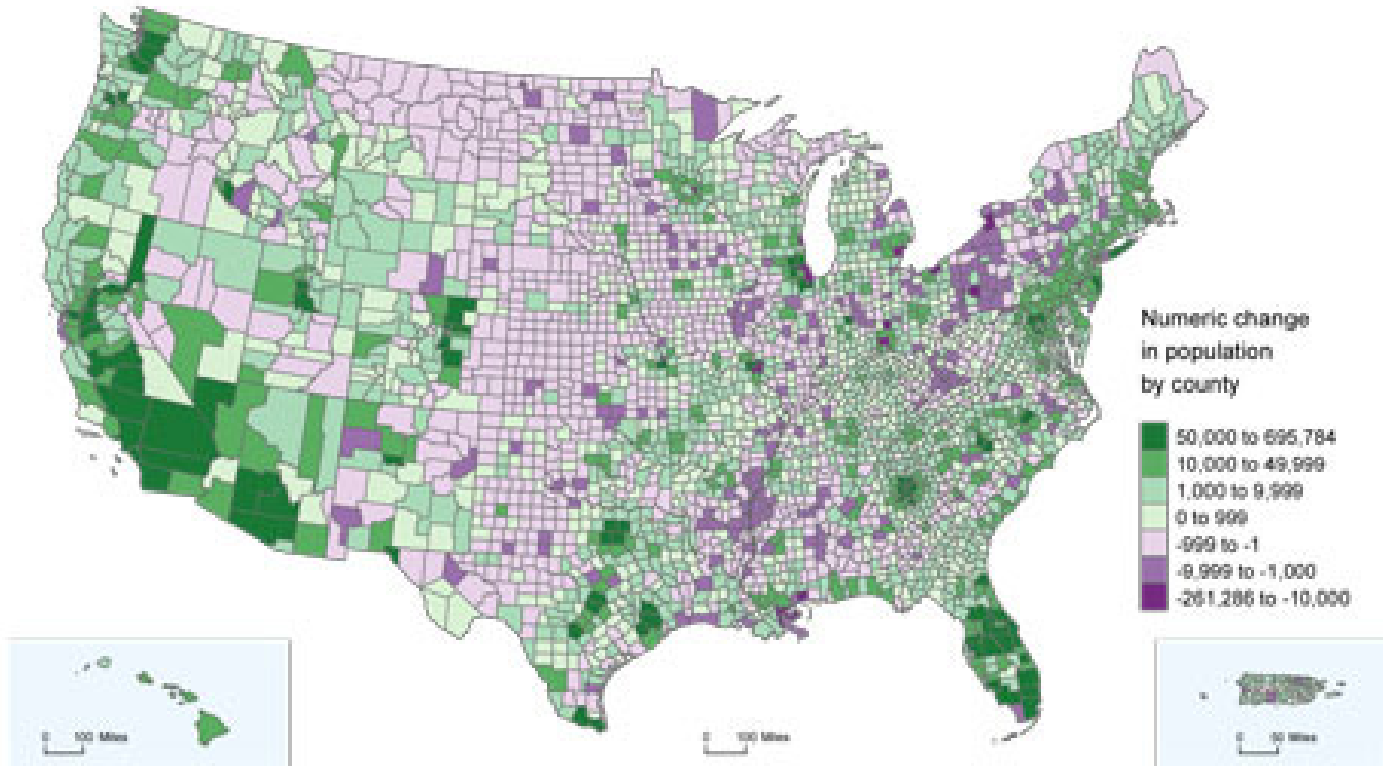 Numeric change
in population
by county
50,000 to 695,784
10,000 to 49,999
1,000 to 9,999
0 to 999
-999 to -1
-9,999 to -1,000
-261,286 to -10,000
0 100 Miles
0 100 Miles
0 50 Miles